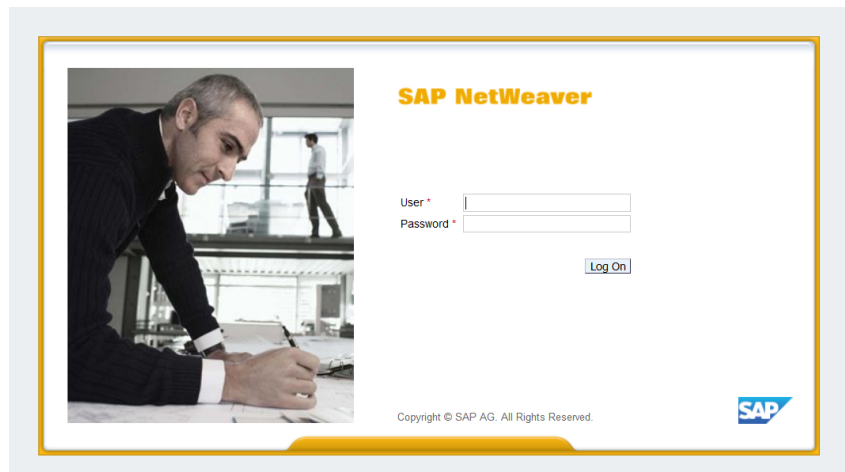 SAP NetWeaver
User *
Password *
Log On
Copyright © SAP AG. All Rights Reserved.
SAP